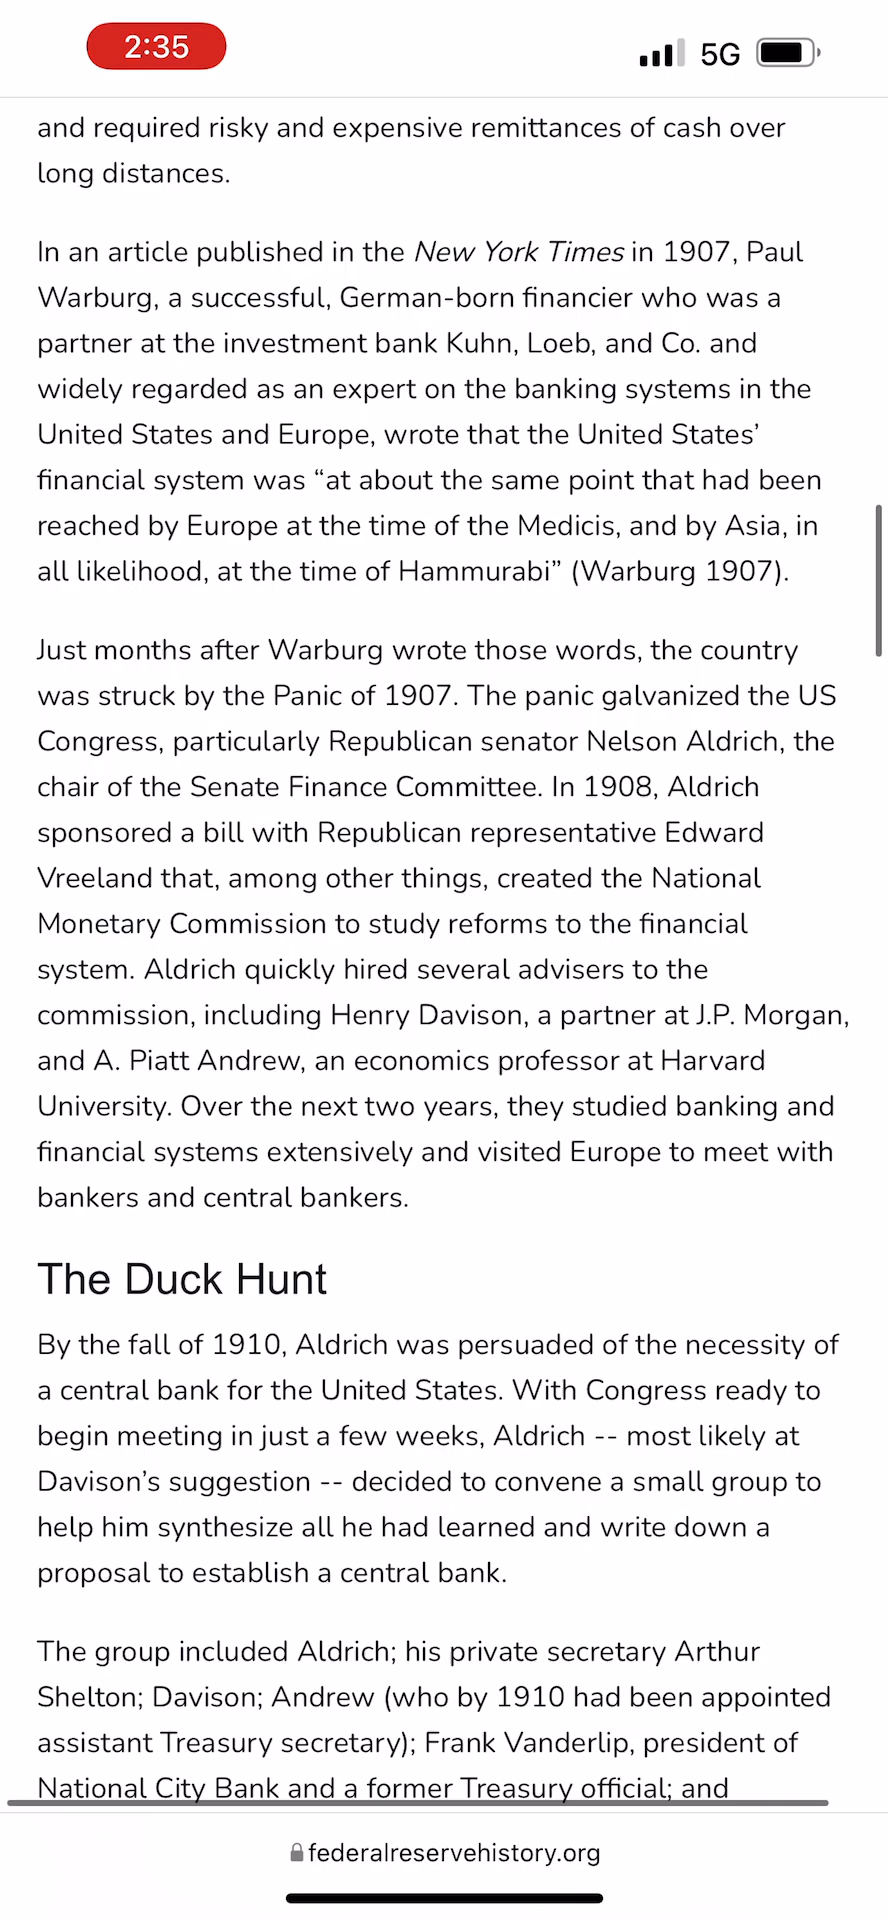 2:35
5G
and required risky and expensive remittances of cash over
long distances.
In an article published in the New York Times in 1907, Paul
Warburg, a successful, German-born financier who was a
partner at the investment bank Kuhn, Loeb, and Co. and
widely regarded as an expert on the banking systems in the
United States and Europe, wrote that the United States’
financial system was “at about the same point that had been
reached by Europe at the time of the Medicis, and by Asia, in
all likelihood, at the time of Hammurabi” (Warburg 1907).
Just months after Warburg wrote those words, the country
was struck by the Panic of 1907. The panic galvanized the US
Congress, particularly Republican senator Nelson Aldrich, the
chair of the Senate Finance Committee. In 1908, Aldrich
sponsored a bill with Republican representative Edward
Vreeland that, among other things, created the National
Monetary Commission to study reforms to the financial
system. Aldrich quickly hired several advisers to the
commission, including Henry Davison, a partner at J.P. Morgan,
and A. Piatt Andrew, an economics professor at Harvard
University. Over the next two years, they studied banking and
financial systems extensively and visited Europe to meet with
bankers and central bankers.
The Duck Hunt
By the fall of 1910, Aldrich was persuaded of the necessity of
a central bank for the United States. With Congress ready to
begin meeting in just a few weeks, Aldrich -- most likely at
Davison’s suggestion -- decided to convene a small group to
help him synthesize all he had learned and write down a
proposal to establish a central bank.
The group included Aldrich; his private secretary Arthur
Shelton; Davison; Andrew (who by 1910 had been appointed
assistant Treasury secretary); Frank Vanderlip, president of
National City Bank and a former Treasury official; and
federalreservehistory.org